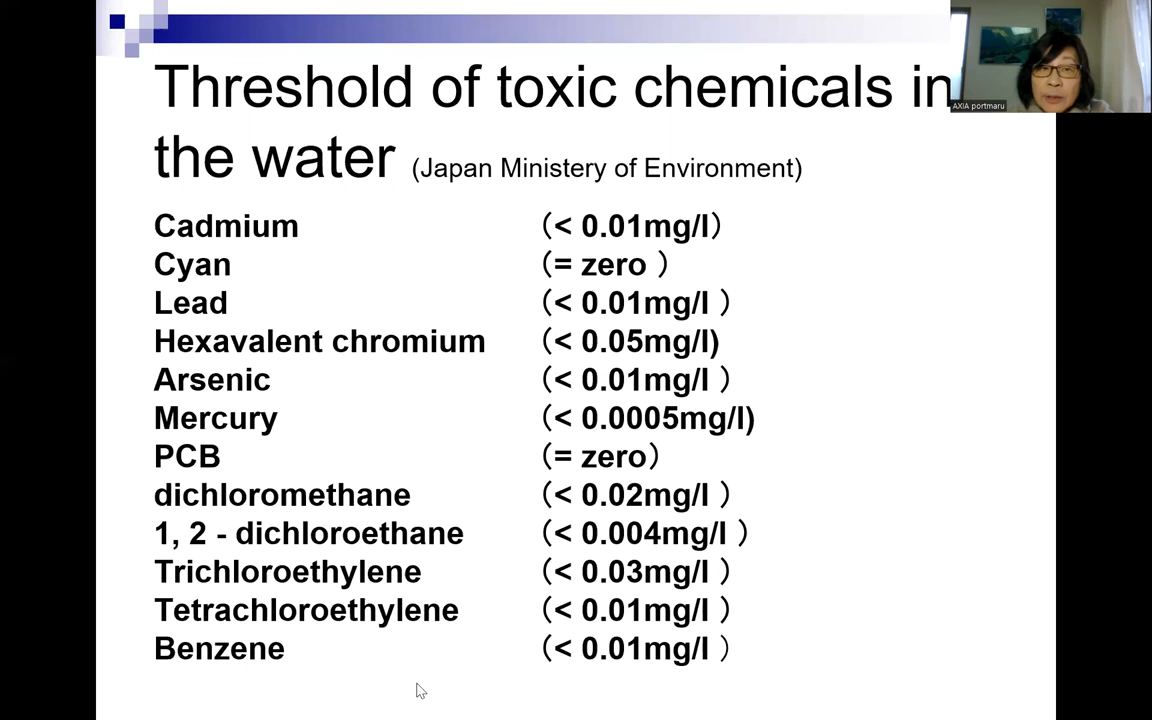 Threshold of toxic chemicals in
the water (Japan Ministery of Environment)
AXIA portmaru
Cadmium （< 0.01mg/l）
Cyan （= zero ）
Lead （< 0.01mg/l ）
Hexavalent chromium （< 0.05mg/l)
Arsenic （< 0.01mg/l ）
Mercury （< 0.0005mg/l)
PCB （= zero）
dichloromethane （< 0.02mg/l ）
1, 2 - dichloroethane （< 0.004mg/l ）
Trichloroethylene （< 0.03mg/l ）
Tetrachloroethylene （< 0.01mg/l ）
Benzene （< 0.01mg/l ）